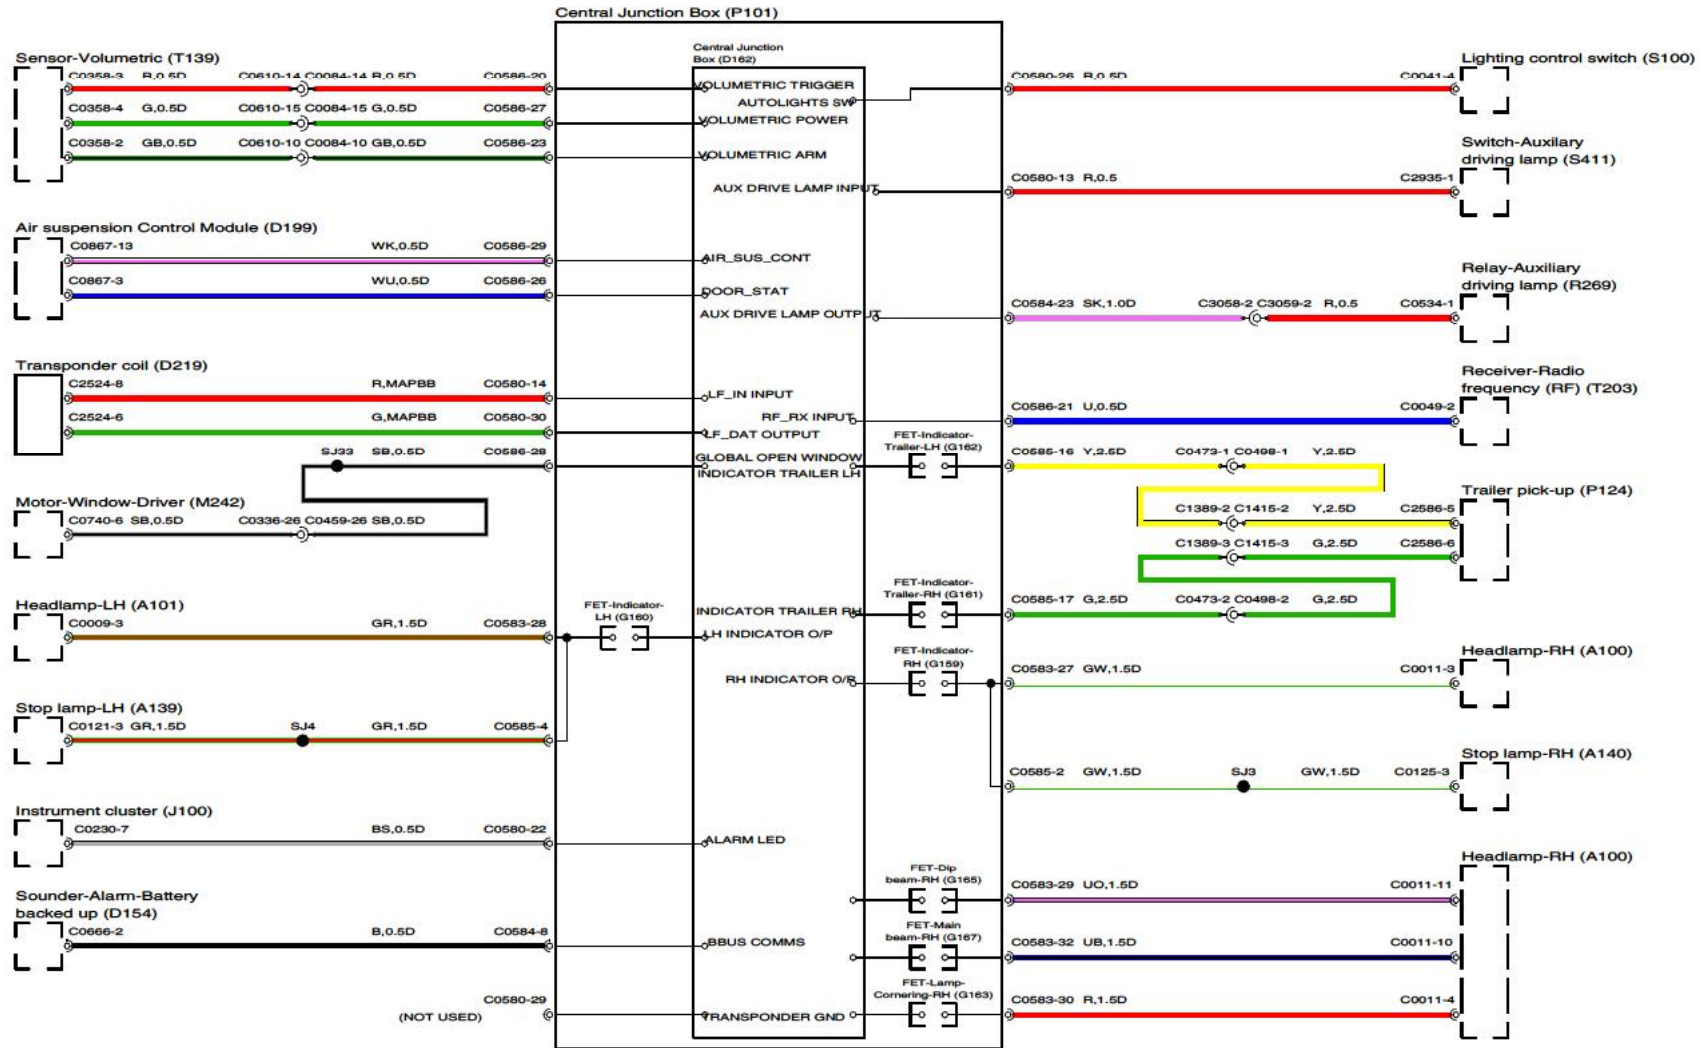 Central Junction Box (P101)
Central Junction
Box (D162)
Sensor-Volumetric (T139)
C0358-3 R,0.5D C0610-14 C0084-14 R,0.5D C0586-20
C0358-4 G,0.5D C0610-15 C0084-15 G,0.5D C0586-27
C0358-2 GB,0.5D C0610-10 C0084-10 GB,0.5D C0586-23
Air suspension Control Module (D199)
C0867-13 WK,0.5D C0586-29
C0867-3 WU,0.5D C0586-26
Transponder coil (D219)
C2524-8 R,MAPBB C0580-14
C2524-6 G,MAPBB C0580-30
SJ33 SB,0.5D C0586-28
Motor-Window-Driver (M242)
C0740-6 SB,0.5D C0336-26 C0459-26 SB,0.5D
Headlamp-LH (A101)
C0009-3 GR,1.5D C0583-28
Stop lamp-LH (A139)
C0121-3 GR,1.5D SJ4 GR,1.5D C0585-4
Instrument cluster (J100)
C0230-7 BS,0.5D C0580-22
Sounder-Alarm-Battery
backed up (D154)
C0666-2 B,0.5D C0584-8
C0580-29
(NOT USED)
FET-Indicator-
LH (G160)
VOLUMETRIC TRIGGER
AUTOLIGHTS SW
VOLUMETRIC POWER
VOLUMETRIC ARM
AUX DRIVE LAMP INPUT
AIR_SUS_CONT
DOOR_STAT
AUX DRIVE LAMP OUTPUT
LF_IN INPUT
RF_RX INPUT
LF_DAT OUTPUT
GLOBAL OPEN WINDOW
INDICATOR TRAILER LH
INDICATOR TRAILER RH
LH INDICATOR O/P
RH INDICATOR O/P
ALARM LED
BBUS COMMS
TRANSPONDER GND
FET-Indicator-
Trailer-LH (G162)
FET-Indicator-
Trailer-RH (G161)
FET-Indicator-
RH (G159)
FET-Dip
beam-RH (G165)
FET-Main
beam-RH (G167)
FET-Lamp-
Cornering-RH (G163)
Lighting control switch (S100)
C0580-26 R,0.5D C0041-4
Switch-Auxilary
driving lamp (S411)
C0580-13 R,0.5 C2935-1
Relay-Auxiliary
driving lamp (R269)
C0584-23 SK,1.0D C3058-2 C3059-2 R,0.5 C0534-1
Receiver-Radio
frequency (RF) (T203)
C0586-21 U,0.5D C0049-2
C0585-16 Y,2.5D C0473-1 C0498-1 Y,2.5D
Trailer pick-up (P124)
C1389-2 C1415-2 Y,2.5D C2586-5
C1389-3 C1415-3 G,2.5D C2586-6
C0585-17 G,2.5D C0473-2 C0498-2 G,2.5D
Headlamp-RH (A100)
C0583-27 GW,1.5D C0011-3
Stop lamp-RH (A140)
C0585-2 GW,1.5D SJ3 GW,1.5D C0125-3
Headlamp-RH (A100)
C0583-29 UO,1.5D C0011-11
C0583-32 UB,1.5D C0011-10
C0583-30 R,1.5D C0011-4